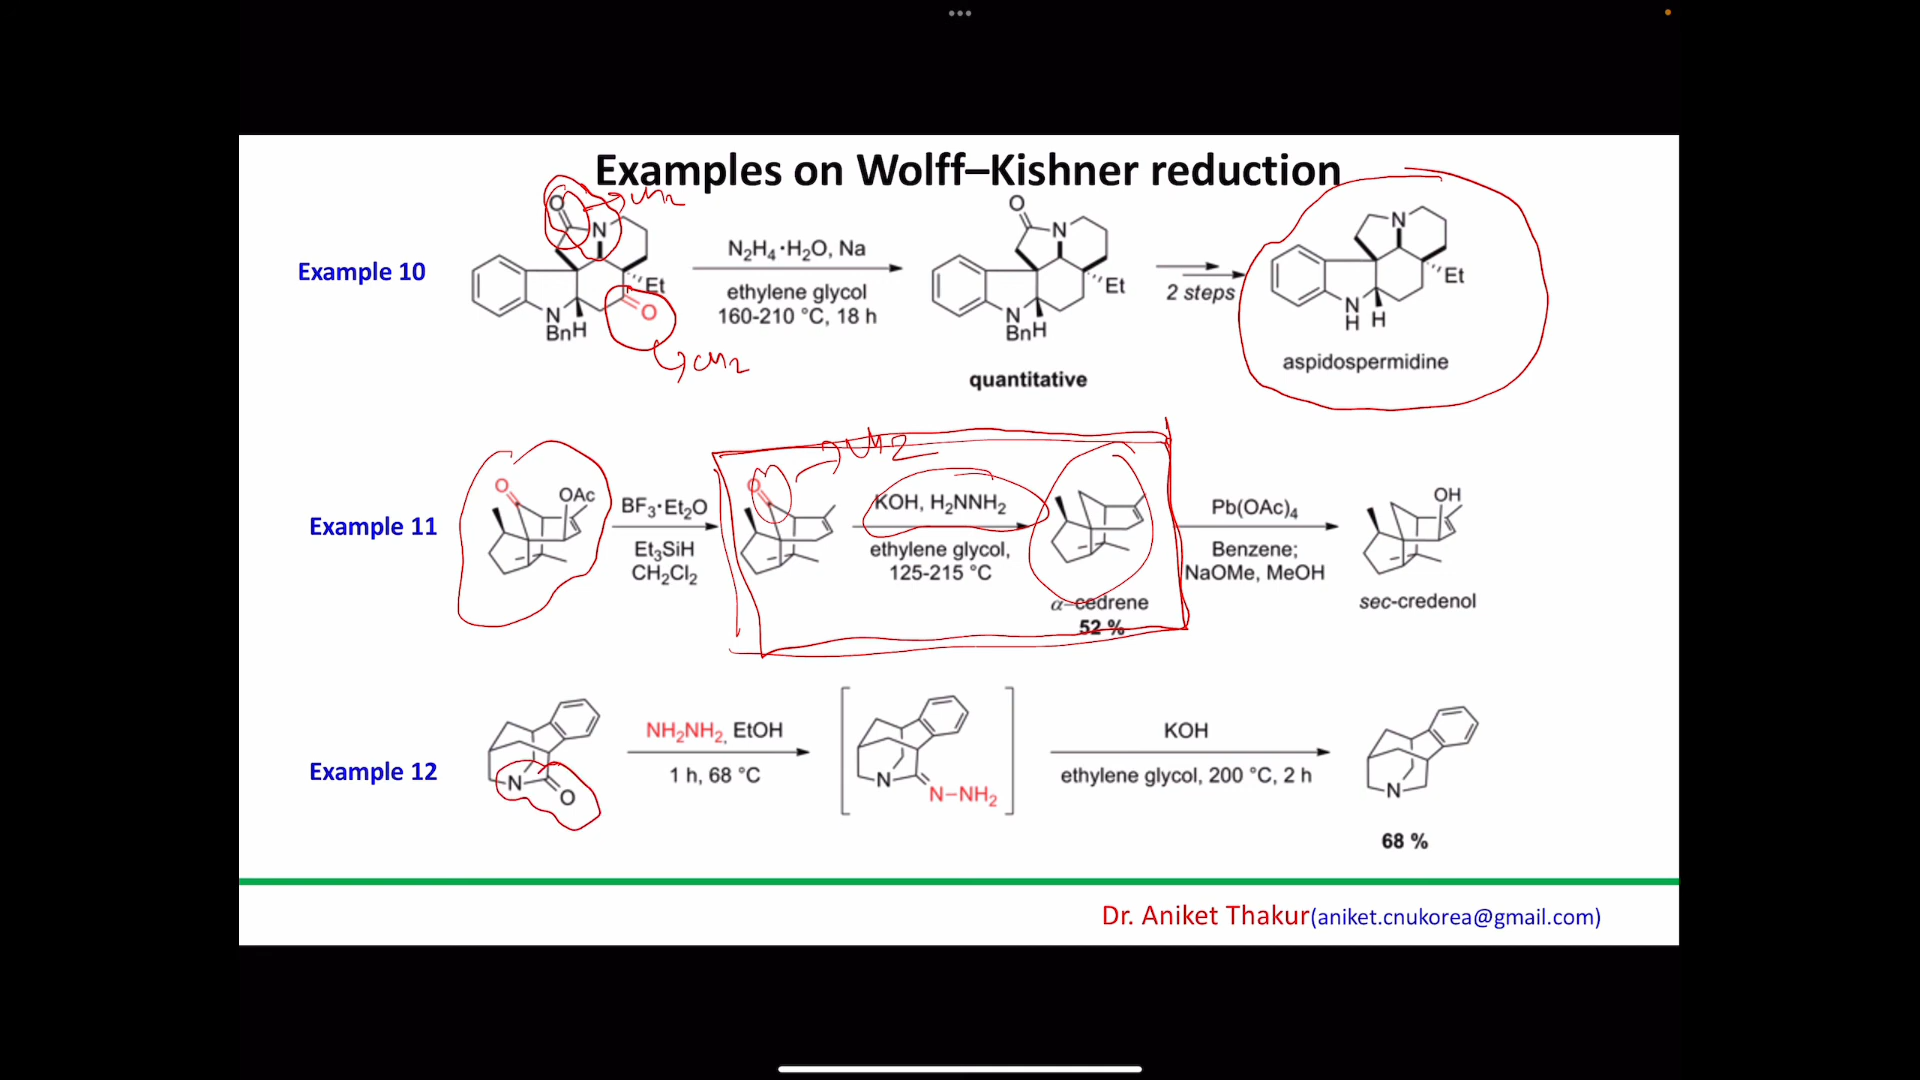 Examples on Wolff–Kishner reduction
Example 10
O
N
Et
O
N
BnH
CH2
CH2
N2H4·H2O, Na
ethylene glycol
160-210 °C, 18 h
O
N
Et
N
BnH
quantitative
2 steps
N
Et
N
H H
aspidospermidine
Example 11
O
OAc
BF3·Et2O
Et3SiH
CH2Cl2
O
CH2
KOH, H2NNH2
ethylene glycol,
125-215 °C
α-cedrene
52 %
Pb(OAc)4
Benzene;
NaOMe, MeOH
OH
sec-credenol
Example 12
N
O
NH2NH2, EtOH
1 h, 68 °C
N
N–NH2
KOH
ethylene glycol, 200 °C, 2 h
N
68 %
Dr. Aniket Thakur(aniket.cnukorea@gmail.com)